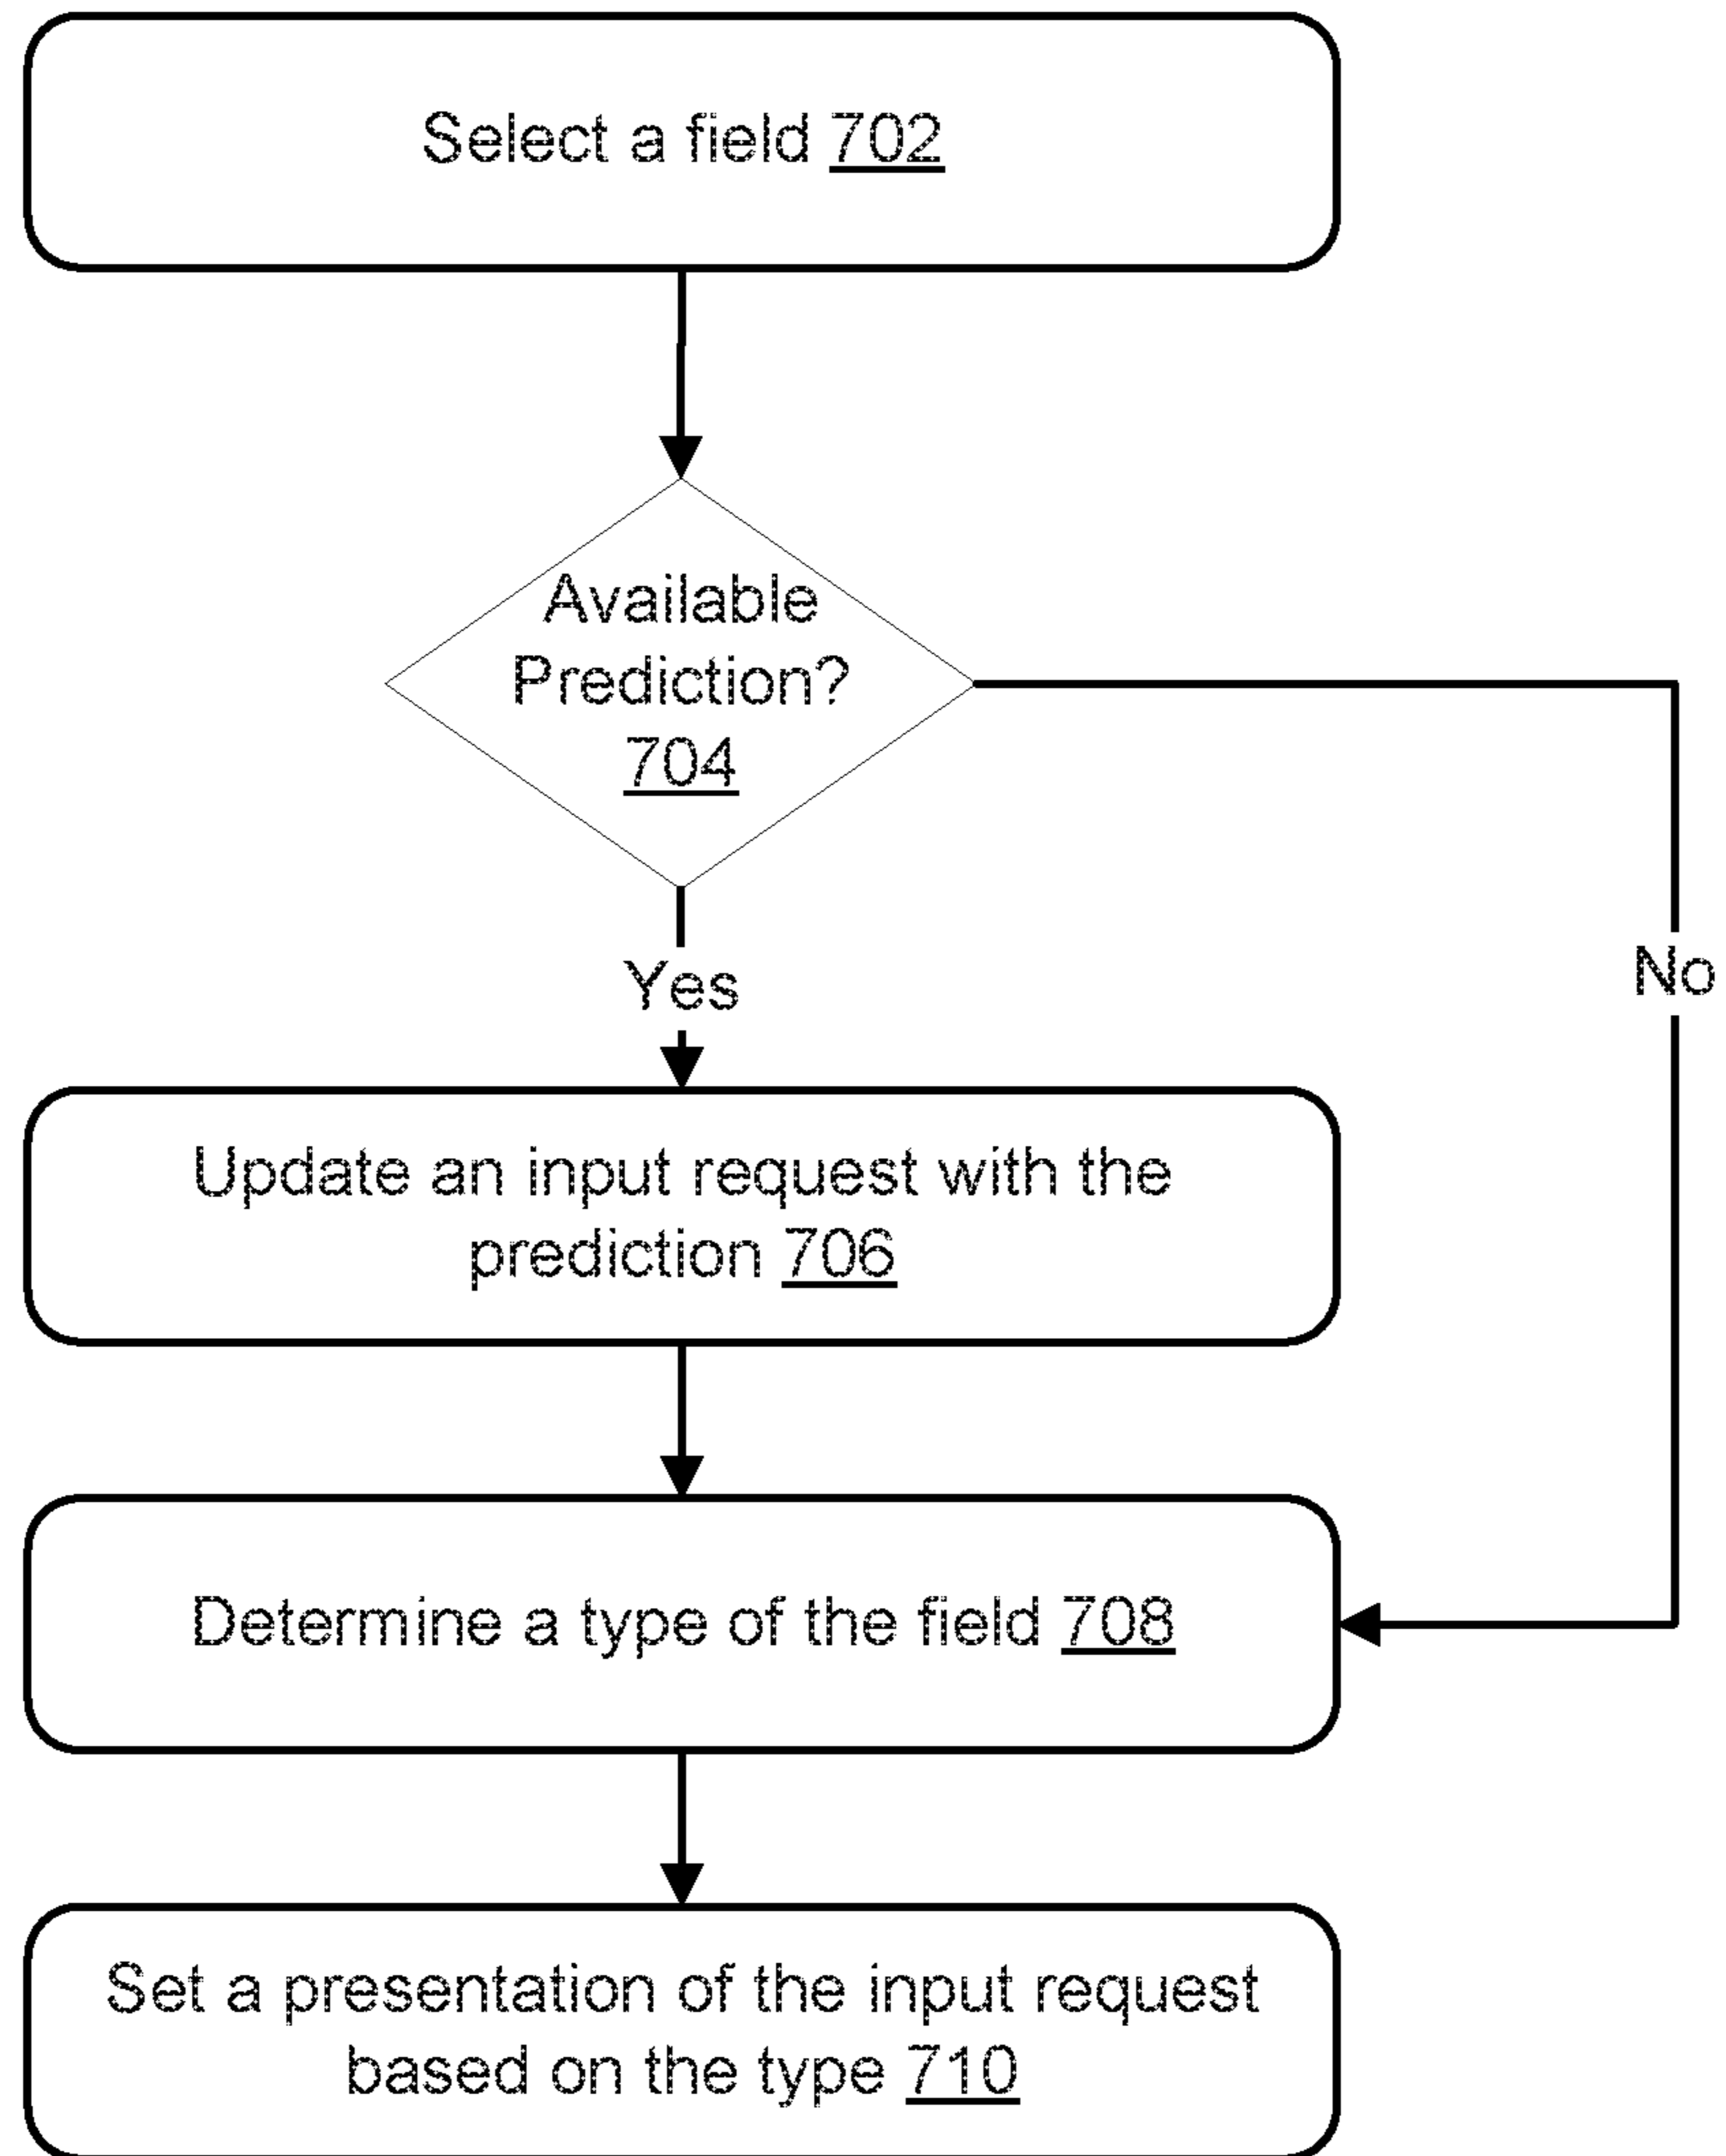 Select a field 702
Available
Prediction?
704
Yes
No
Update an input request with the
prediction 706
Determine a type of the field 708
Set a presentation of the input request
based on the type 710